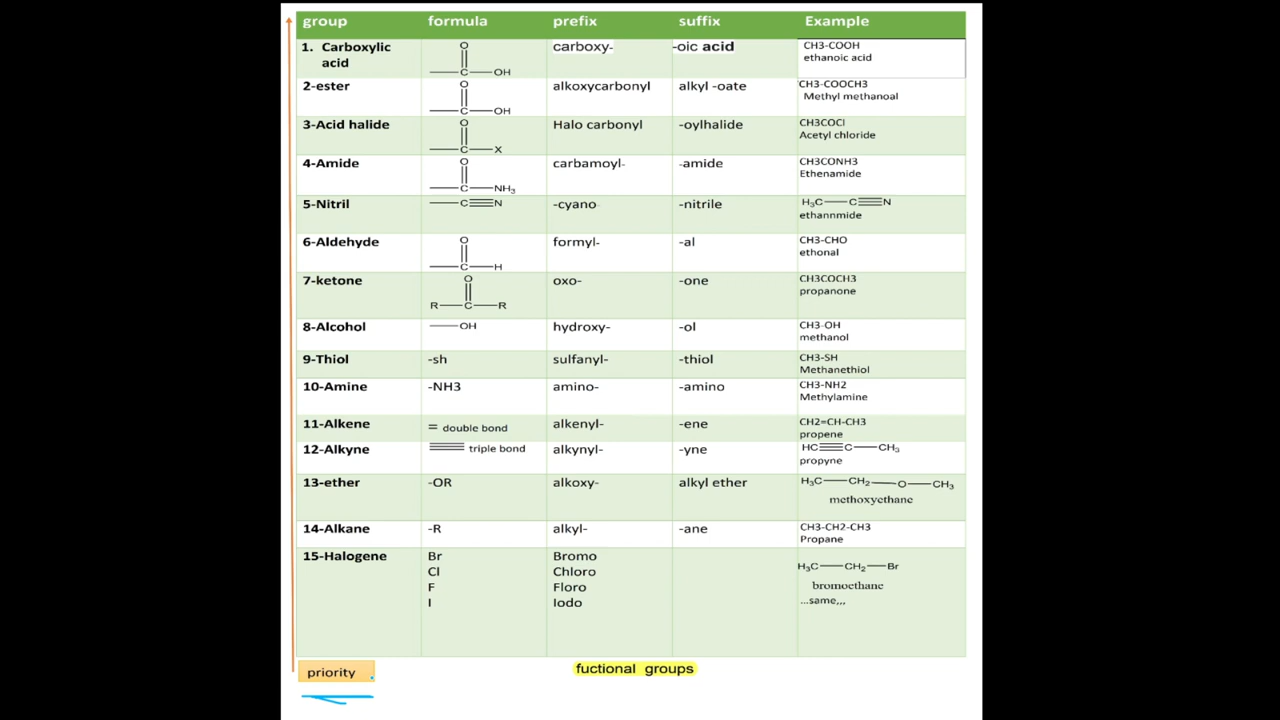 group formula prefix suffix Example
1. Carboxylic acid
O
C OH
carboxy- -oic acid
CH3-COOH
ethanoic acid
2-ester
O
C OH
alkoxycarbonyl alkyl -oate
CH3-COOCH3
Methyl methanoal
3-Acid halide
O
C X
Halo carbonyl -oylhalide
CH3COCl
Acetyl chloride
4-Amide
O
C NH3
carbamoyl- -amide
CH3CONH3
Ethenamide
5-Nitril
C N
-cyano -nitrile
H3C C N
ethannmide
6-Aldehyde
O
C H
formyl- -al
CH3-CHO
ethonal
7-ketone
O
R C R
oxo- -one
CH3COCH3
propanone
8-Alcohol
OH
hydroxy- -ol
CH3-OH
methanol
9-Thiol -sh sulfanyl- -thiol
CH3-SH
Methanethiol
10-Amine -NH3 amino- -amino
CH3-NH2
Methylamine
11-Alkene = double bond alkenyl- -ene
CH2=CH-CH3
propene
12-Alkyne triple bond alkynyl- -yne
HC C CH3
propyne
13-ether -OR alkoxy- alkyl ether
H3C CH2 O CH3
methoxyethane
14-Alkane -R alkyl- -ane
CH3-CH2-CH3
Propane
15-Halogene
Br Bromo
Cl Chloro
F Floro
I Iodo
H3C CH2 Br
bromoethane
...same,,,
priority
fuctional groups